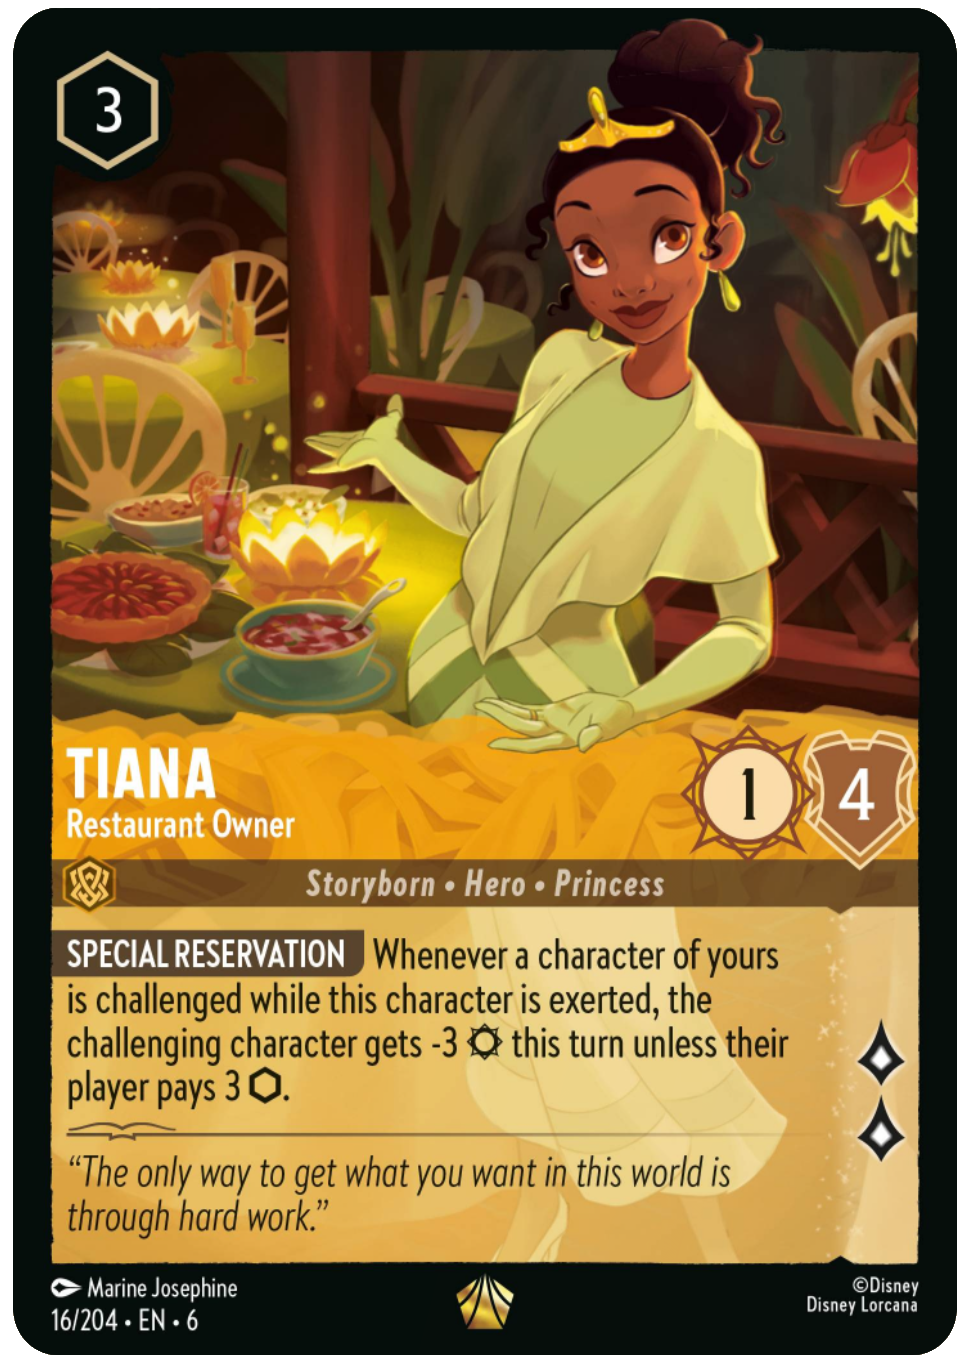 3
TIANA
Restaurant Owner
1
4
Storyborn • Hero • Princess
SPECIAL RESERVATION Whenever a character of yours
is challenged while this character is exerted, the
challenging character gets -3 this turn unless their
player pays 3 .
“The only way to get what you want in this world is
through hard work.”
Marine Josephine
16/204 • EN • 6
©Disney
Disney Lorcana